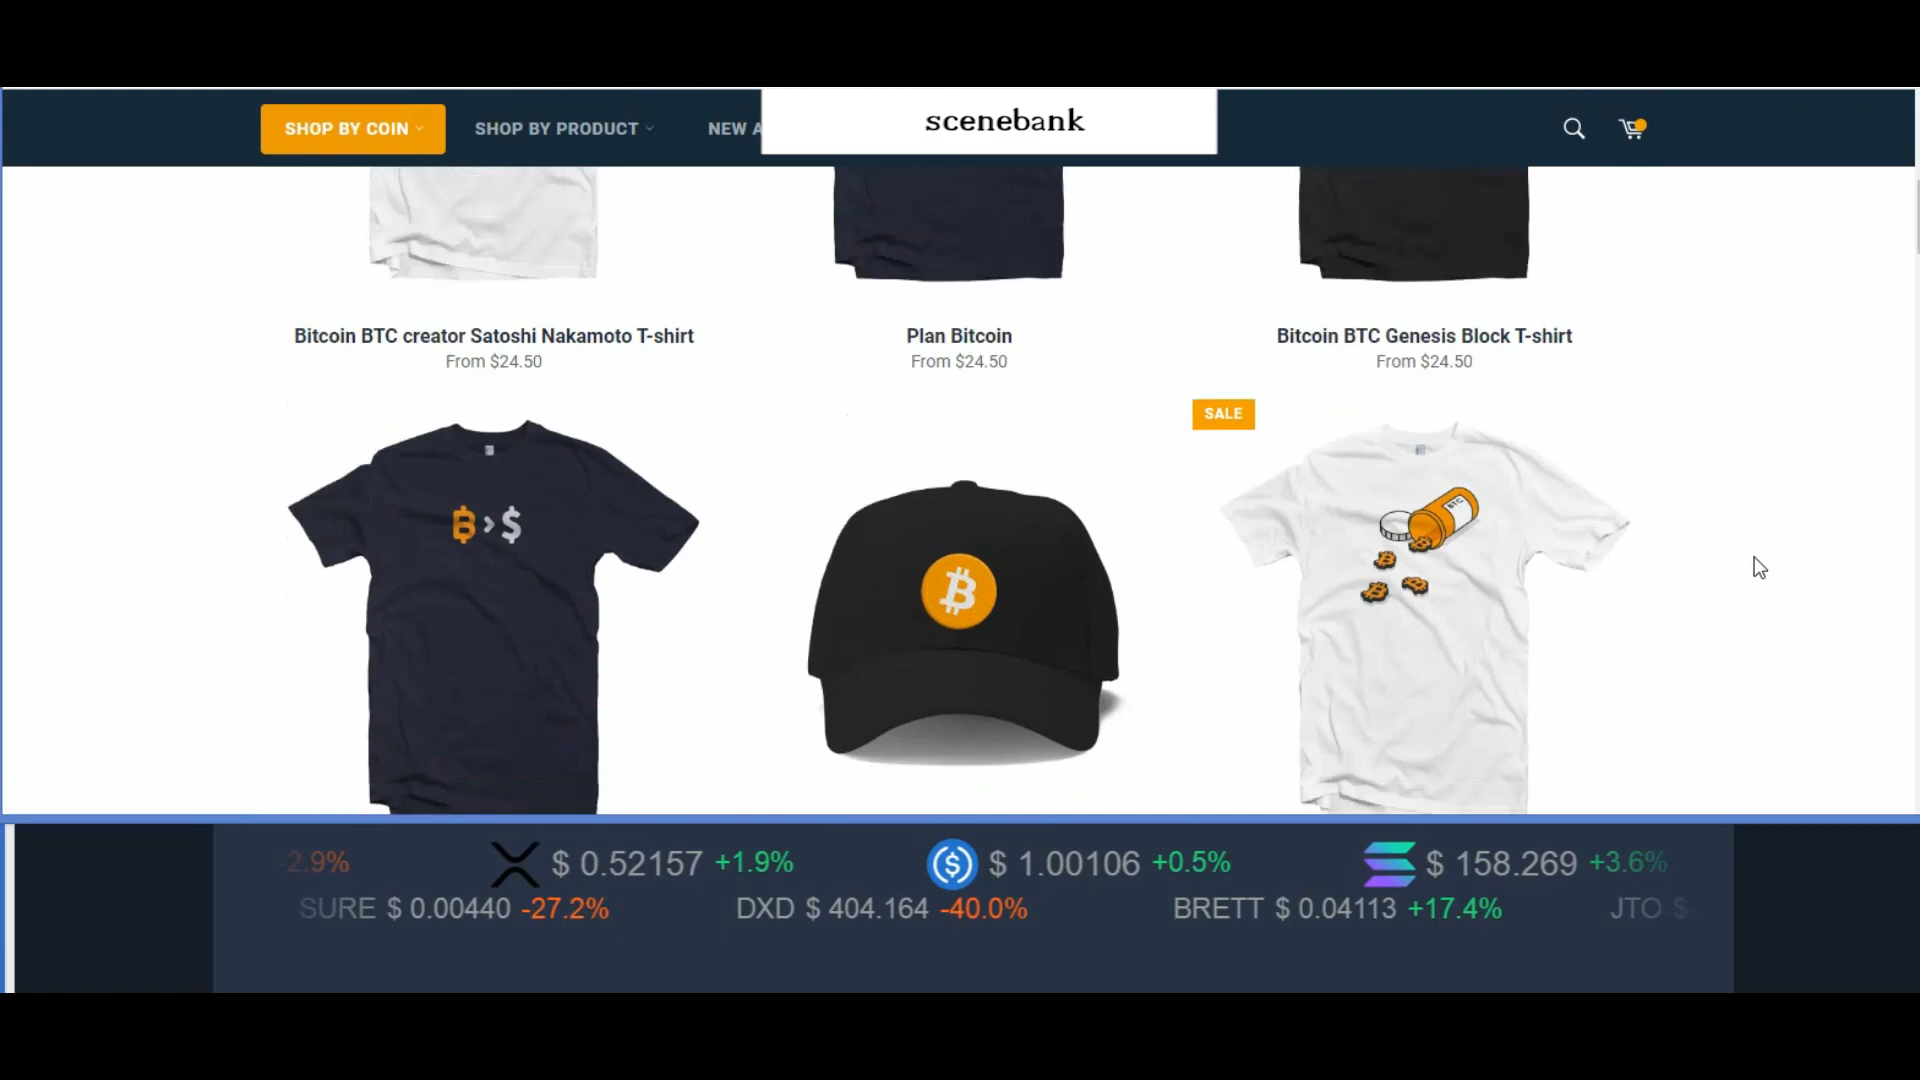 SHOP BY COIN SHOP BY PRODUCT NEW A
scenebank
Bitcoin BTC creator Satoshi Nakamoto T-shirt
From $24.50
Plan Bitcoin
From $24.50
Bitcoin BTC Genesis Block T-shirt
From $24.50
SALE
BTC
-2.9% $ 0.52157 +1.9% $ 1.00106 +0.5% $ 158.269 +3.6%
SURE $ 0.00440 -27.2% DXD $ 404.164 -40.0% BRETT $ 0.04113 +17.4% JTO $